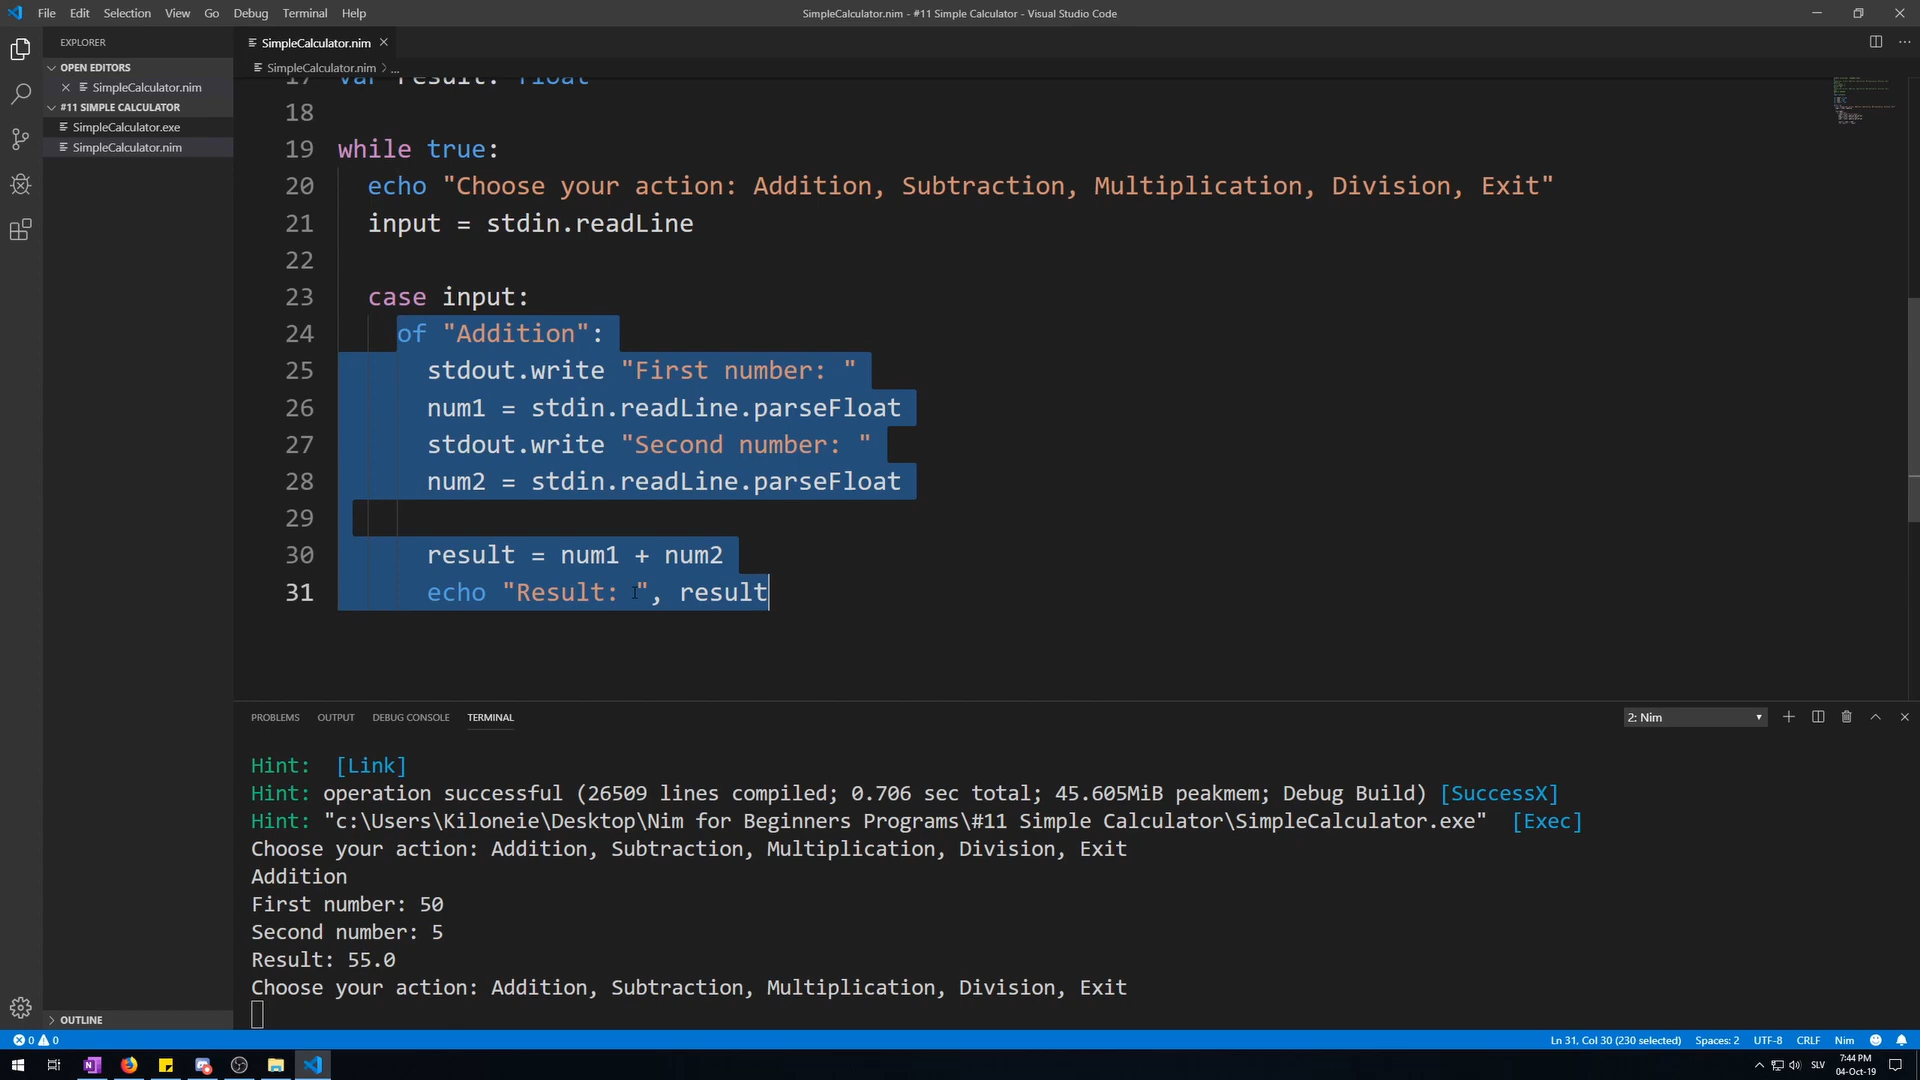 File Edit Selection View Go Debug Terminal Help
SimpleCalculator.nim - #11 Simple Calculator - Visual Studio Code
EXPLORER
OPEN EDITORS
SimpleCalculator.nim
#11 SIMPLE CALCULATOR
SimpleCalculator.exe
SimpleCalculator.nim
OUTLINE
SimpleCalculator.nim
SimpleCalculator.nim > ...
17 var result: float
18
19 while true:
20 echo "Choose your action: Addition, Subtraction, Multiplication, Division, Exit"
21 input = stdin.readLine
22
23 case input:
24 of "Addition":
25 stdout.write "First number: "
26 num1 = stdin.readLine.parseFloat
27 stdout.write "Second number: "
28 num2 = stdin.readLine.parseFloat
29
30 result = num1 + num2
31 echo "Result: ", result
PROBLEMS OUTPUT DEBUG CONSOLE TERMINAL
2: Nim
Hint: [Link]
Hint: operation successful (26509 lines compiled; 0.706 sec total; 45.605MiB peakmem; Debug Build) [SuccessX]
Hint: "c:\Users\Kiloneie\Desktop\Nim for Beginners Programs\#11 Simple Calculator\SimpleCalculator.exe" [Exec]
Choose your action: Addition, Subtraction, Multiplication, Division, Exit
Addition
First number: 50
Second number: 5
Result: 55.0
Choose your action: Addition, Subtraction, Multiplication, Division, Exit
0 0
Ln 31, Col 30 (230 selected) Spaces: 2 UTF-8 CRLF Nim
SLV
7:44 PM
04-Oct-19